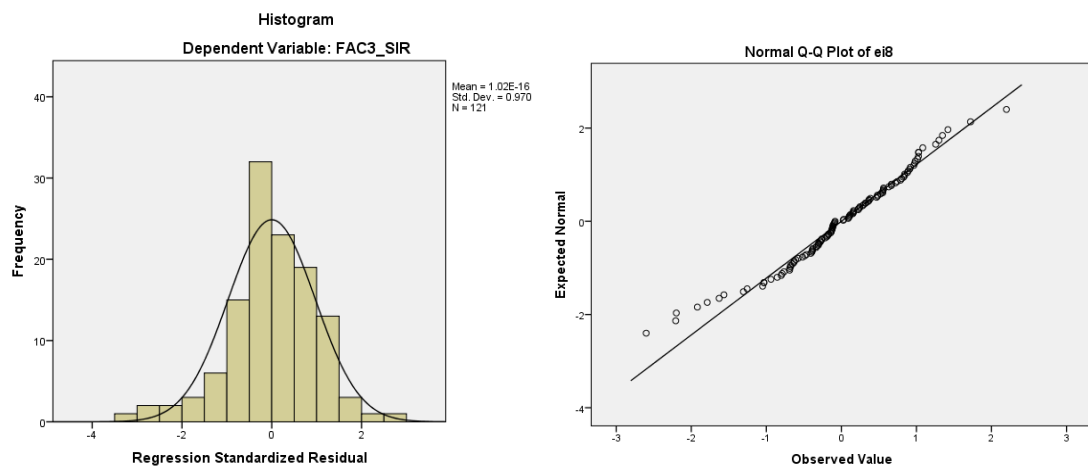 Histogram
Dependent Variable: FAC3_SIR
Mean = 1.02E-16
Std. Dev. = 0.970
N = 121
Frequency
40
30
20
10
0
-4
-2
0
2
Regression Standardized Residual
Normal Q-Q Plot of ei8
Expected Normal
2
0
-2
-4
-3
-2
-1
0
1
2
3
Observed Value